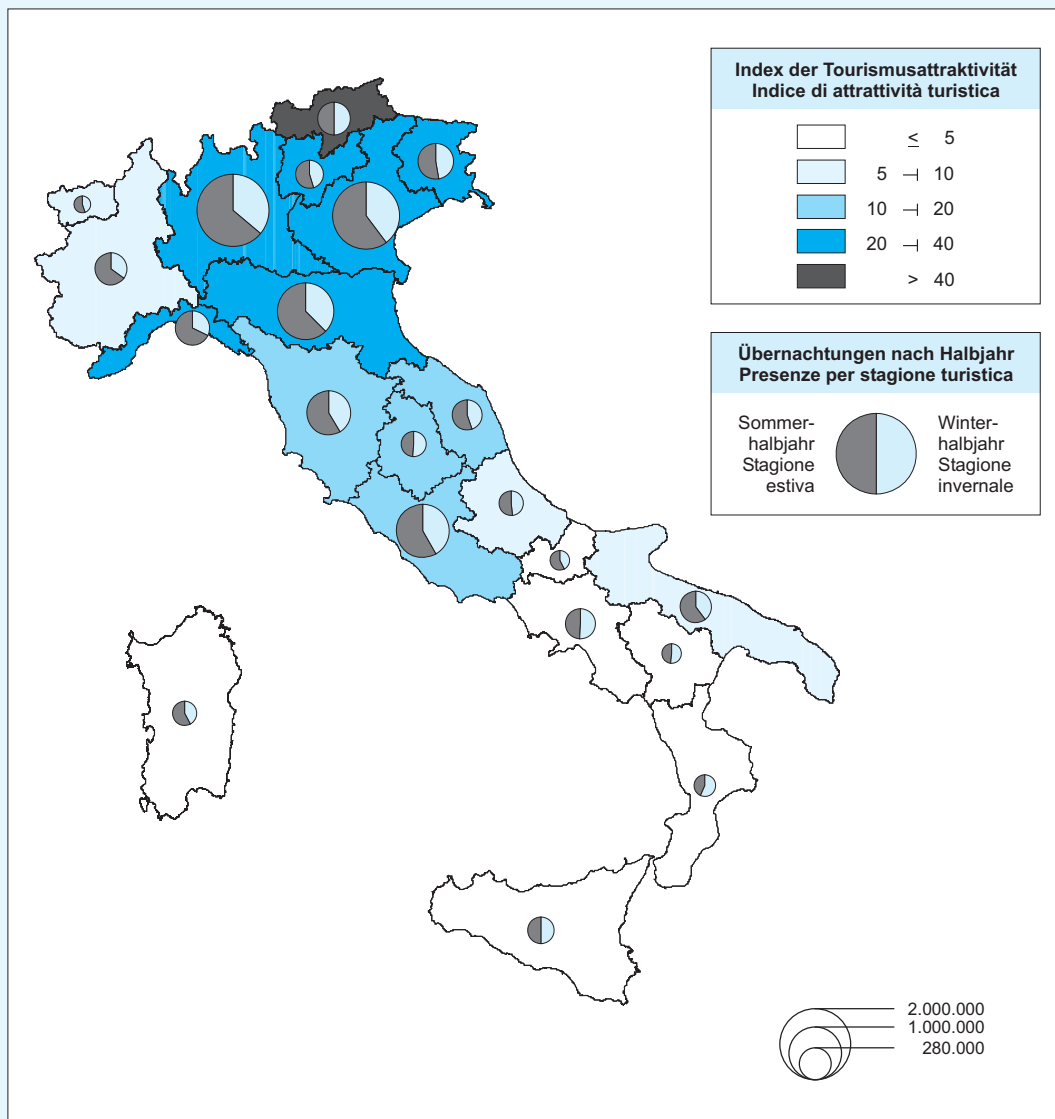 Index der Tourismusattraktivität
Indice di attrattività turistica
≤ 5
5 ⊣ 10
10 ⊣ 20
20 ⊣ 40
> 40
Übernachtungen nach Halbjahr
Presenze per stagione turistica
Sommer-
halbjahr
Stagione
estiva
Winter-
halbjahr
Stagione
invernale
2.000.000
1.000.000
280.000